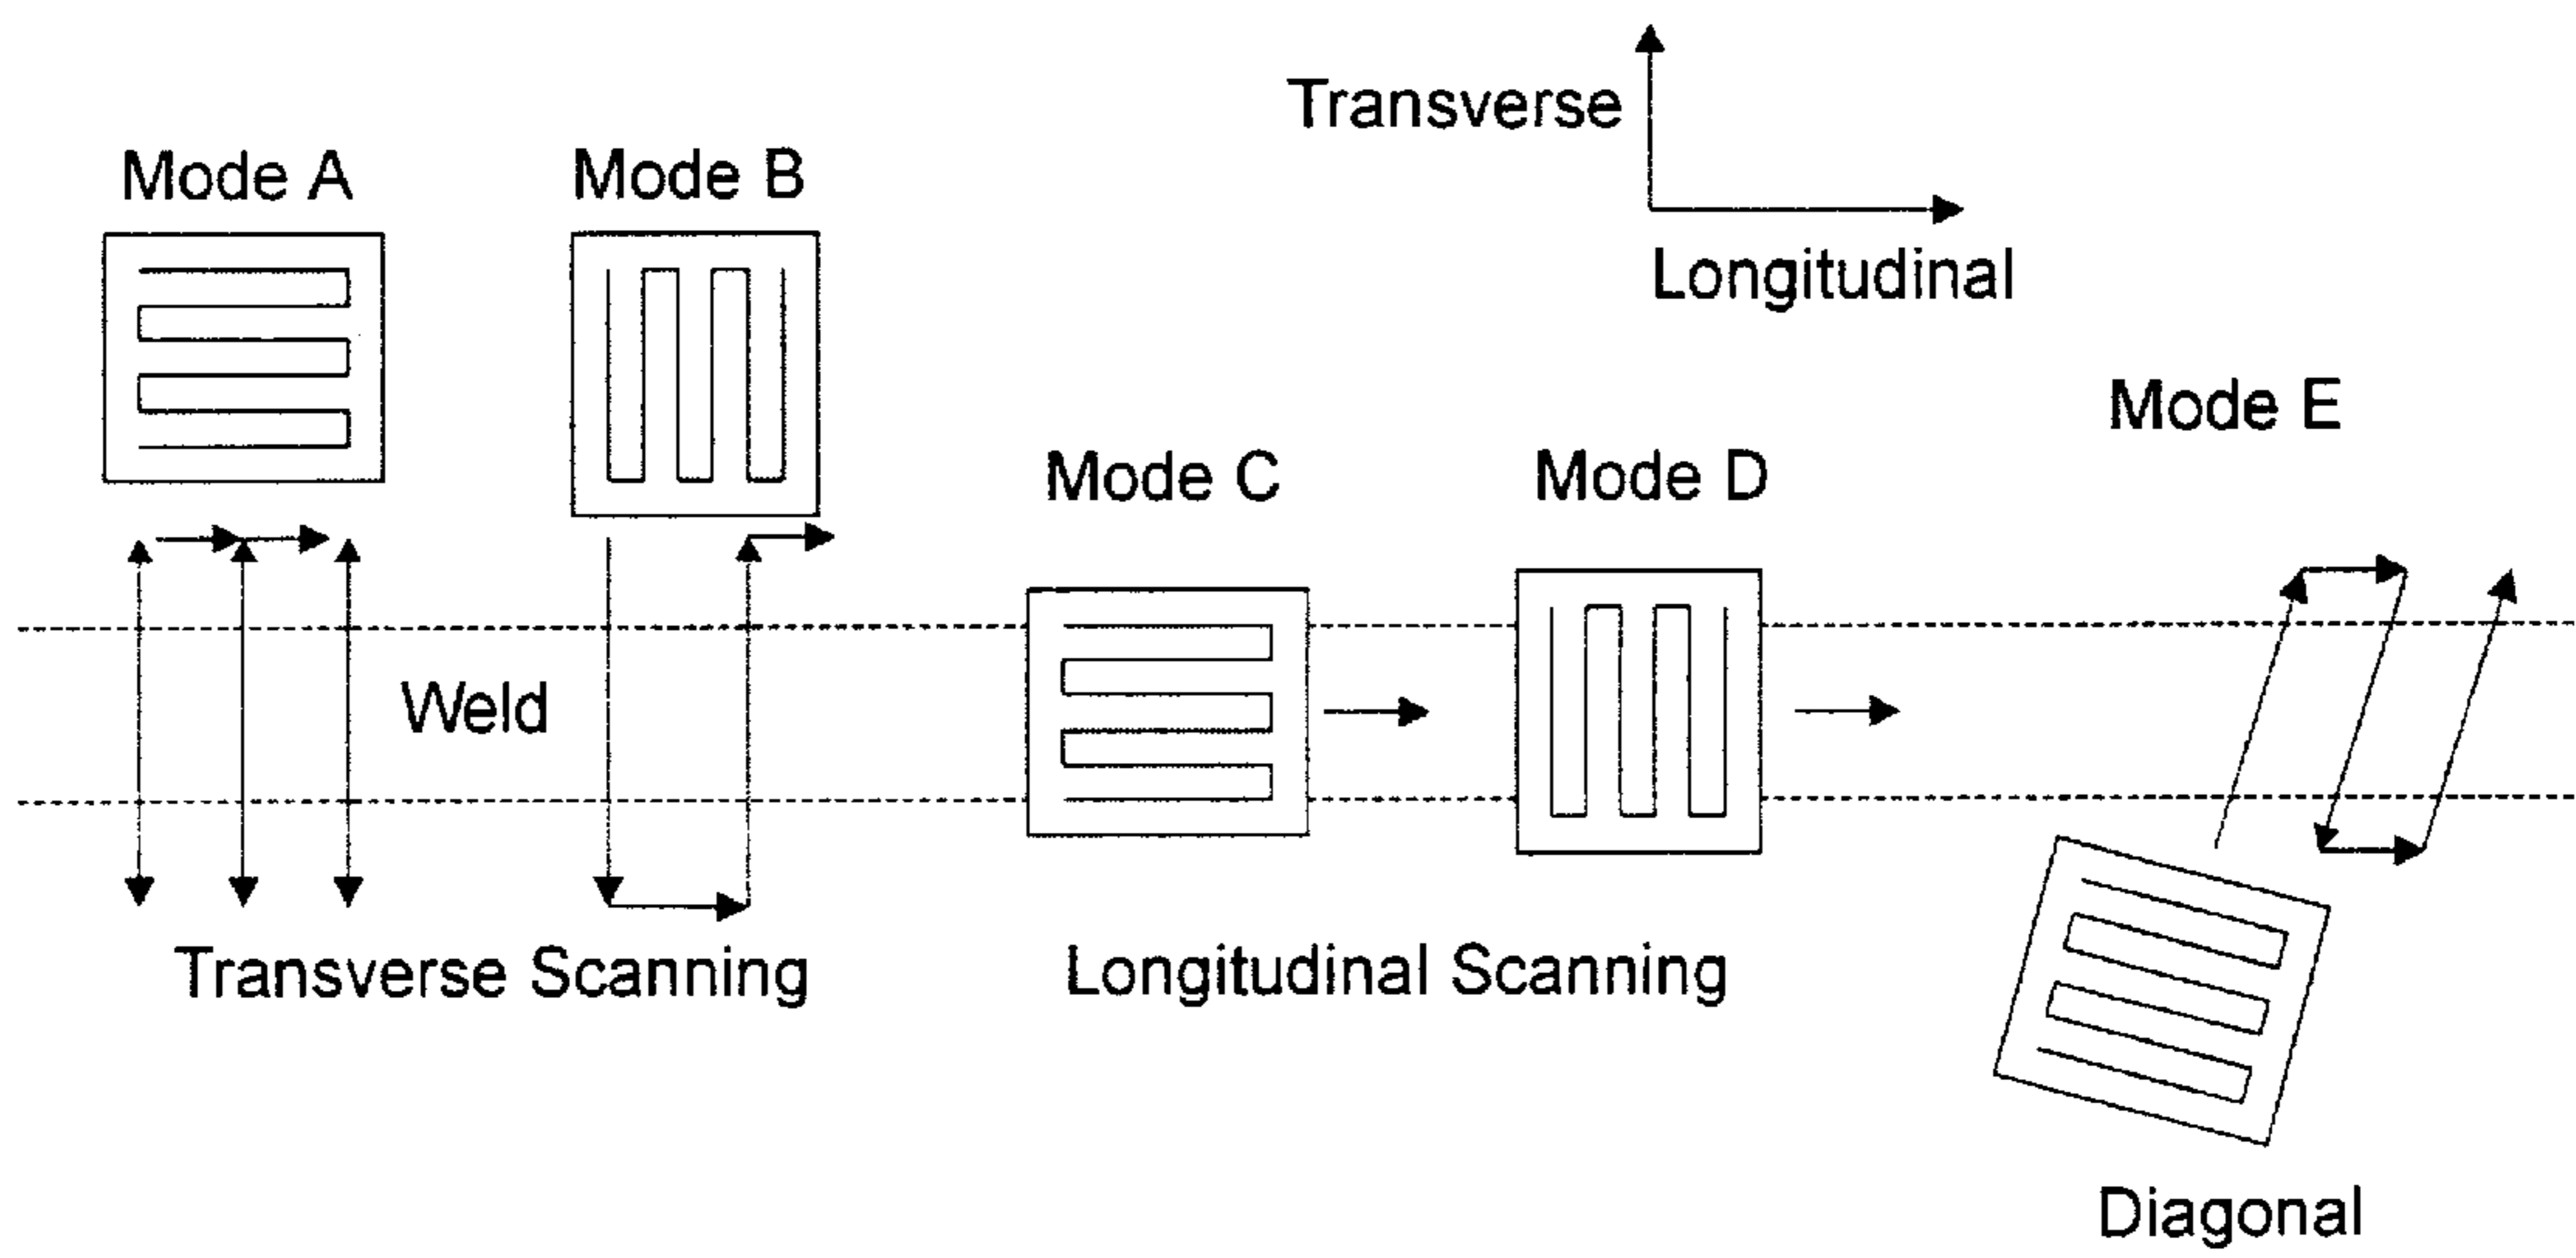 Transverse
Longitudinal
Mode A
Mode B
Mode C
Mode D
Mode E
Weld
Transverse Scanning
Longitudinal Scanning
Diagonal